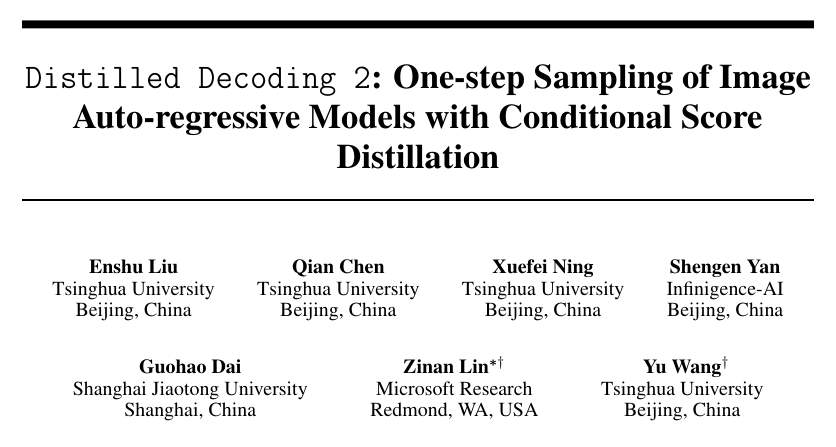 Distilled Decoding 2: One-step Sampling of Image
Auto-regressive Models with Conditional Score
Distillation
Enshu Liu Qian Chen Xuefei Ning Shengen Yan
Tsinghua University Tsinghua University Tsinghua University Infinigence-AI
Beijing, China Beijing, China Beijing, China Beijing, China
Guohao Dai Zinan Lin*† Yu Wang†
Shanghai Jiaotong University Microsoft Research Tsinghua University
Shanghai, China Redmond, WA, USA Beijing, China